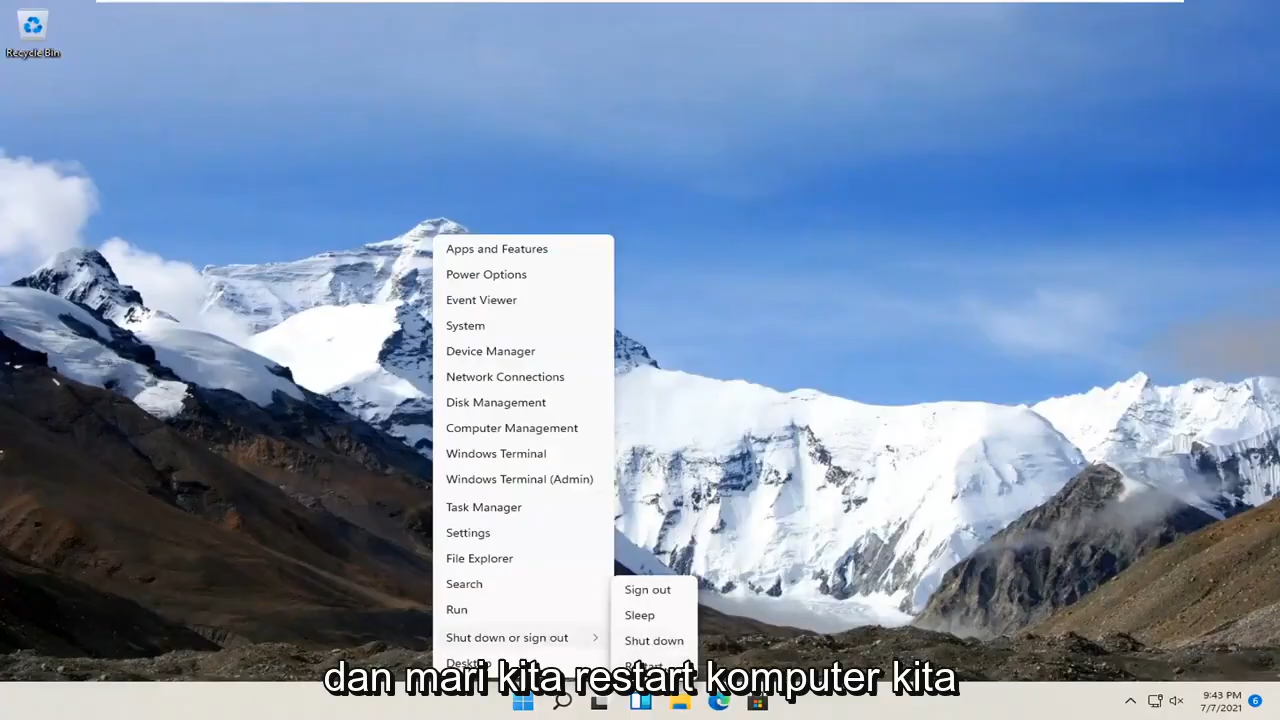 Recycle Bin
Apps and Features
Power Options
Event Viewer
System
Device Manager
Network Connections
Disk Management
Computer Management
Windows Terminal
Windows Terminal (Admin)
Task Manager
Settings
File Explorer
Search
Run
Shut down or sign out
Desktop
Sign out
Sleep
Shut down
Restart
dan mari kita restart komputer kita
9:43 PM
7/7/2021
6